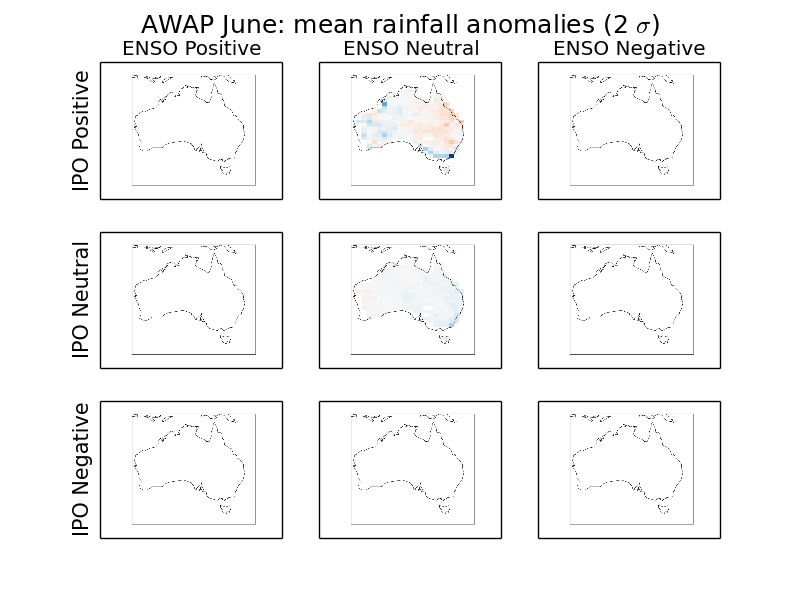 AWAP June: mean rainfall anomalies (2 σ)
ENSO Positive
ENSO Neutral
ENSO Negative
IPO Positive
IPO Neutral
IPO Negative